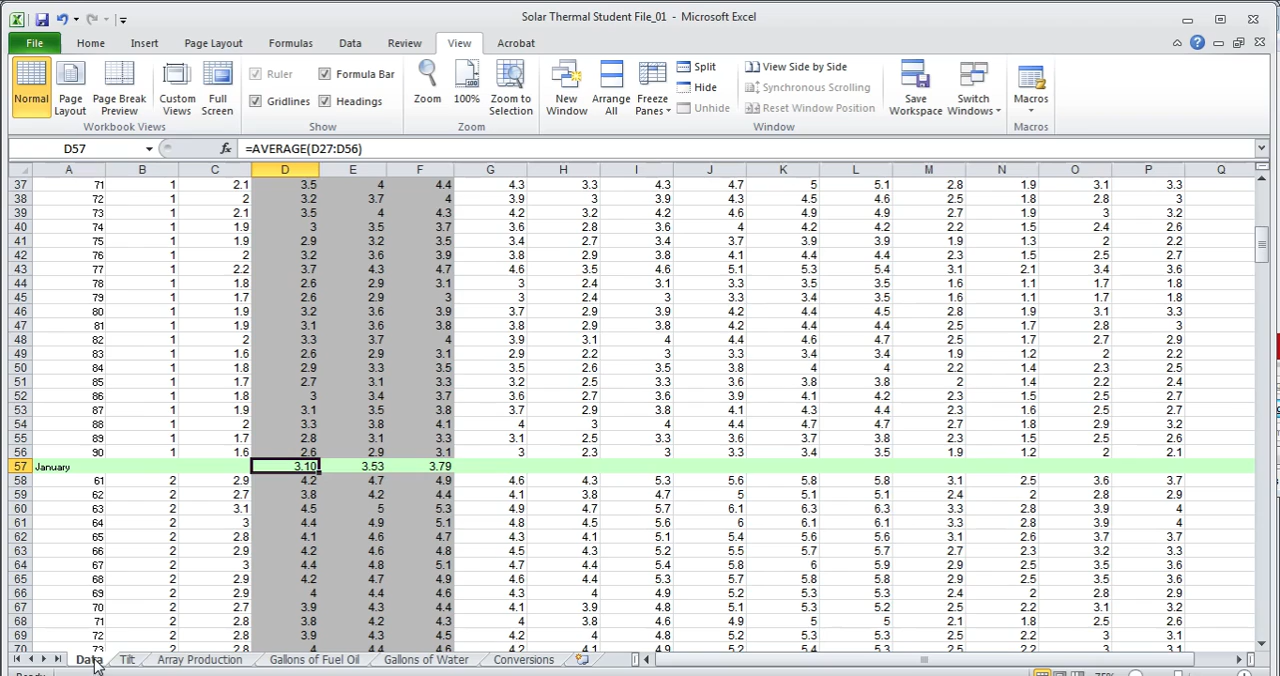 Solar Thermal Student File_01 - Microsoft Excel
File Home Insert Page Layout Formulas Data Review View Acrobat
Normal Page Layout Page Break Preview Custom Views Full Screen
Workbook Views
Ruler Formula Bar
Gridlines Headings
Show
Zoom 100% Zoom to Selection
Zoom
New Window Arrange All Freeze Panes Split Hide Unhide
View Side by Side
Synchronous Scrolling
Reset Window Position
Window
Save Workspace Switch Windows
Macros
Macros
D57 fx =AVERAGE(D27:D56)
A B C D E F G H I J K L M N O P Q
37 71 1 2.1 3.5 4 4.4 4.3 3.3 4.3 4.7 5 5.1 2.8 1.9 3.1 3.3
38 72 1 2 3.2 3.7 4 3.9 3 3.9 4.3 4.5 4.6 2.5 1.8 2.8 3
39 73 1 2.1 3.5 4 4.3 4.2 3.2 4.2 4.6 4.9 4.9 2.7 1.9 3 3.2
40 74 1 1.9 3 3.5 3.7 3.6 2.8 3.6 4 4.2 4.2 2.2 1.5 2.4 2.6
41 75 1 1.9 2.9 3.2 3.5 3.4 2.7 3.4 3.7 3.9 3.9 1.9 1.3 2 2.2
42 76 1 2 3.2 3.6 3.9 3.8 2.9 3.8 4.1 4.4 4.4 2.3 1.5 2.5 2.7
43 77 1 2.2 3.7 4.3 4.7 4.6 3.5 4.6 5.1 5.3 5.4 3.1 2.1 3.4 3.6
44 78 1 1.8 2.6 2.9 3.1 3 2.4 3.1 3.3 3.5 3.5 1.6 1.1 1.7 1.8
45 79 1 1.7 2.6 2.9 3 3 2.4 3 3.3 3.4 3.5 1.6 1.1 1.7 1.8
46 80 1 1.9 3.2 3.6 3.9 3.7 2.9 3.9 4.2 4.4 4.5 2.8 1.9 3.1 3.3
47 81 1 1.9 3.1 3.6 3.8 3.8 2.9 3.8 4.2 4.4 4.4 2.5 1.7 2.8 3
48 82 1 2 3.3 3.7 4 3.9 3.1 4 4.4 4.6 4.7 2.5 1.7 2.7 2.9
49 83 1 1.6 2.6 2.9 3.1 2.9 2.2 3 3.3 3.4 3.4 1.9 1.2 2 2.2
50 84 1 1.8 2.9 3.3 3.5 3.5 2.6 3.5 3.8 4 4 2.2 1.4 2.3 2.5
51 85 1 1.7 2.7 3.1 3.3 3.2 2.5 3.3 3.6 3.8 3.8 2 1.4 2.2 2.4
52 86 1 1.8 3 3.4 3.7 3.6 2.7 3.6 3.9 4.1 4.2 2.3 1.5 2.5 2.7
53 87 1 1.9 3.1 3.5 3.8 3.7 2.9 3.8 4.1 4.4 4.4 2.3 1.6 2.5 2.7
54 88 1 2 3.3 3.8 4.1 4 3 4 4.4 4.7 4.7 2.7 1.8 2.9 3.1
55 89 1 1.7 2.8 3.1 3.3 3.1 2.5 3.3 3.6 3.7 3.8 2.3 1.5 2.5 2.6
56 90 1 1.6 2.6 2.9 3.1 3 2.3 3 3.3 3.4 3.5 1.9 1.2 2 2.1
57 January 3.10 3.53 3.79
58 61 2 2.9 4.2 4.7 4.9 4.6 4.3 5.3 5.6 5.8 5.8 3.1 2.5 3.6 3.7
59 62 2 2.7 3.8 4.2 4.4 4.1 3.8 4.7 5 5.1 5.1 2.4 2 2.8 2.9
60 63 2 3.1 4.5 5 5.3 4.9 4.7 5.7 6.1 6.3 6.3 3.3 2.8 3.9 4
61 64 2 3 4.4 4.9 5.1 4.8 4.5 5.6 6 6.1 6.1 3.3 2.8 3.9 4
62 65 2 2.8 4.1 4.6 4.7 4.3 4.1 5.1 5.4 5.6 5.6 3.3 2.6 3.7 3.7
63 66 2 2.9 4.2 4.6 4.8 4.5 4.3 5.2 5.5 5.7 5.7 2.7 2.3 3.2 3.3
64 67 2 3 4.4 4.8 5.1 4.7 4.4 5.4 5.8 6 5.9 2.9 2.5 3.5 3.6
65 68 2 2.9 4.2 4.7 4.9 4.6 4.4 5.3 5.7 5.8 5.8 2.9 2.5 3.5 3.6
66 69 2 2.9 4 4.4 4.6 4.2 4 4.9 5.2 5.3 5.3 2.4 2 2.8 2.9
67 70 2 2.7 3.9 4.3 4.4 4.1 3.9 4.8 5.1 5.3 5.2 2.5 2.2 3.1 3.2
68 71 2 2.8 3.8 4.2 4.3 4 3.8 4.6 4.9 5 5 2.1 1.8 2.5 2.6
69 72 2 2.8 3.9 4.3 4.5 4.2 4 4.8 5.2 5.3 5.4 2.9 2.3 3 3.1
Data Tilt Array Production Gallons of Fuel Oil Gallons of Water Conversions